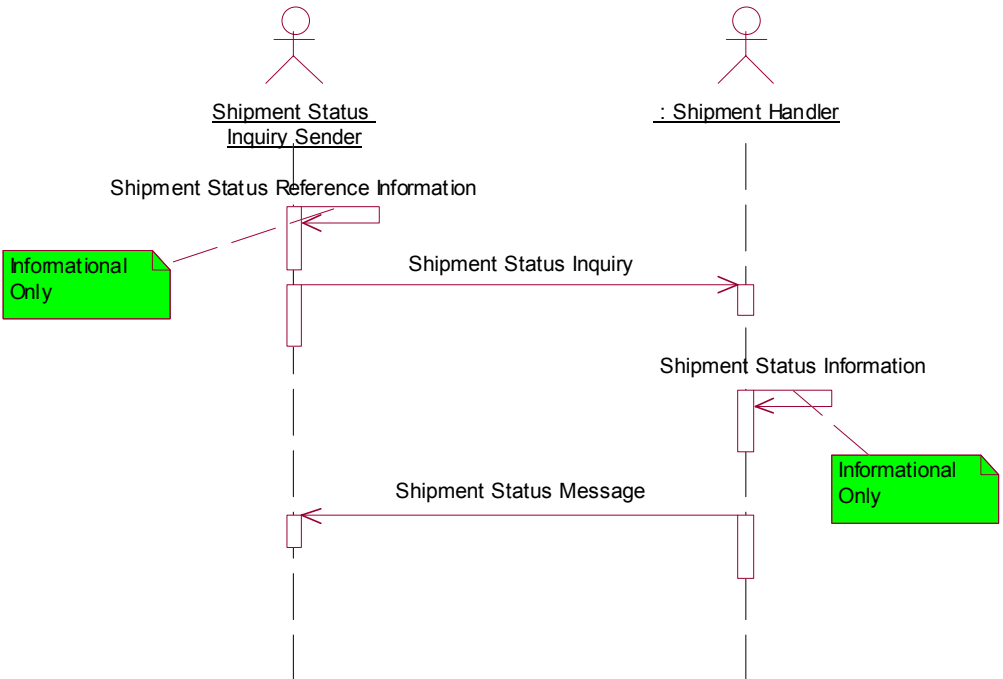 Shipment Status
Inquiry Sender
: Shipment Handler
Shipment Status Reference Information
Informational
Only
Shipment Status Inquiry
Shipment Status Information
Informational
Only
Shipment Status Message